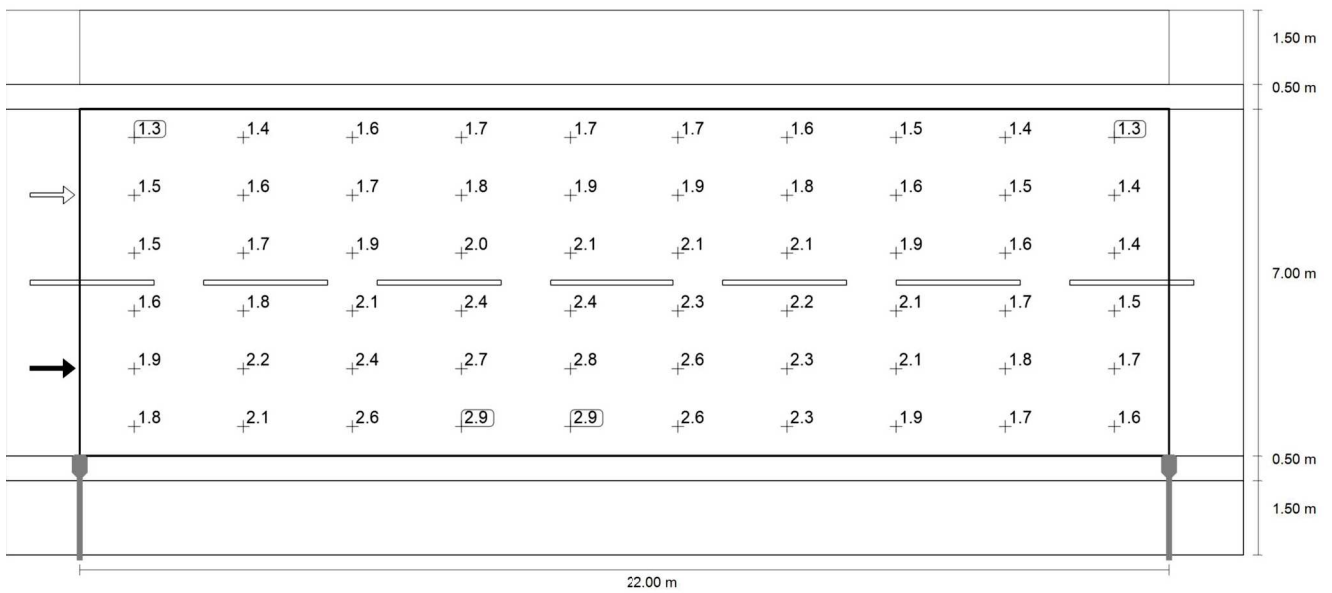 1.50 m
0.50 m
1.3 1.4 1.6 1.7 1.7 1.7 1.6 1.5 1.4 1.3
1.5 1.6 1.7 1.8 1.9 1.9 1.8 1.6 1.5 1.4
1.5 1.7 1.9 2.0 2.1 2.1 2.1 1.9 1.6 1.4
7.00 m
1.6 1.8 2.1 2.4 2.4 2.3 2.2 2.1 1.7 1.5
1.9 2.2 2.4 2.7 2.8 2.6 2.3 2.1 1.8 1.7
1.8 2.1 2.6 2.9 2.9 2.6 2.3 1.9 1.7 1.6
0.50 m
1.50 m
22.00 m